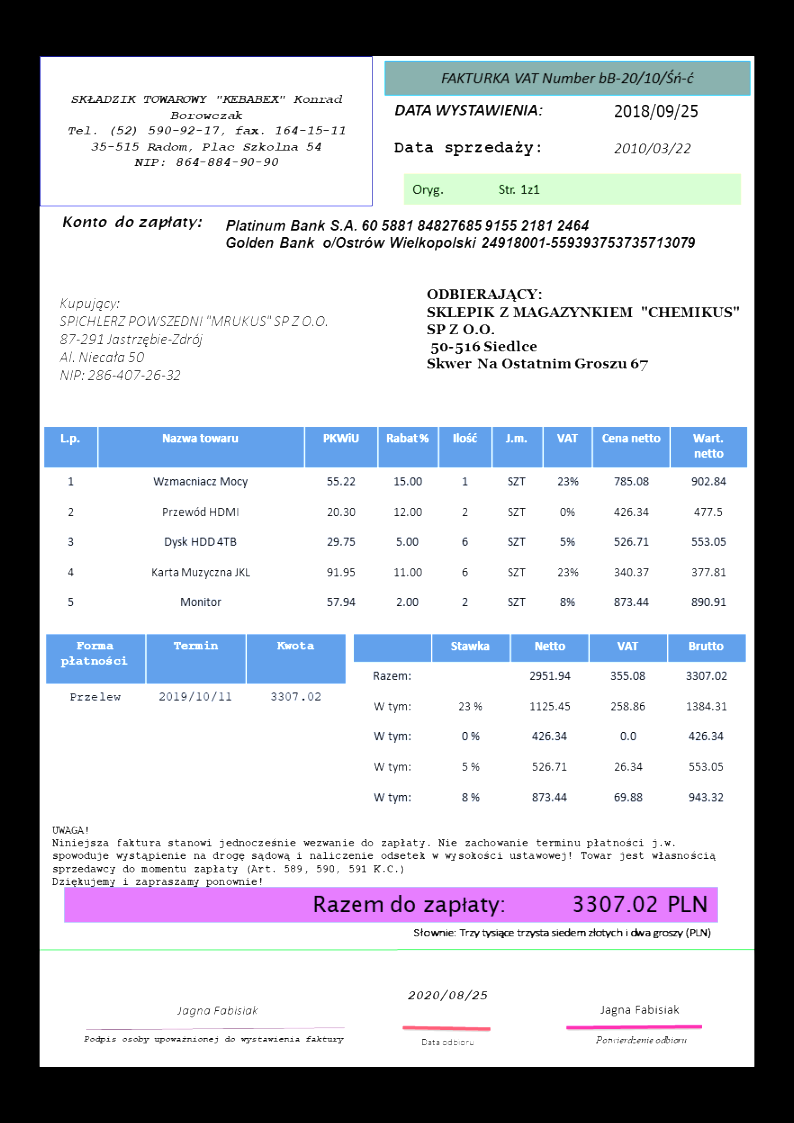 SKŁADZIK TOWAROWY "KEBABEX" Konrad
Borowczak
Tel. (52) 590-92-17, fax. 164-15-11
35-515 Radom, Plac Szkolna 54
NIP: 864-884-90-90
FAKTURKA VAT Number bB-20/10/Śń-ć
DATA WYSTAWIENIA: 2018/09/25
Data sprzedaży: 2010/03/22
Oryg. Str. 1z1
Konto do zapłaty: Platinum Bank S.A. 60 5881 84827685 9155 2181 2464
Golden Bank o/Ostrów Wielkopolski 24918001-559393753735713079
Kupujący:
SPICHLERZ POWSZEDNI "MRUKUS" SP Z O.O.
87-291 Jastrzębie-Zdrój
Al. Niecała 50
NIP: 286-407-26-32
ODBIERAJĄCY:
SKLEPIK Z MAGAZYNKIEM "CHEMIKUS"
SP Z O.O.
50-516 Siedlce
Skwer Na Ostatnim Groszu 67
L.p. Nazwa towaru PKWiU Rabat % Ilość J.m. VAT Cena netto Wart. netto
1 Wzmacniacz Mocy 55.22 15.00 1 SZT 23% 785.08 902.84
2 Przewód HDMI 20.30 12.00 2 SZT 0% 426.34 477.5
3 Dysk HDD 4TB 29.75 5.00 6 SZT 5% 526.71 553.05
4 Karta Muzyczna JKL 91.95 11.00 6 SZT 23% 340.37 377.81
5 Monitor 57.94 2.00 2 SZT 8% 873.44 890.91
Forma płatności Termin Kwota
Przelew 2019/10/11 3307.02
Stawka Netto VAT Brutto
Razem: 2951.94 355.08 3307.02
W tym: 23 % 1125.45 258.86 1384.31
W tym: 0 % 426.34 0.0 426.34
W tym: 5 % 526.71 26.34 553.05
W tym: 8 % 873.44 69.88 943.32
UWAGA!
Niniejsza faktura stanowi jednocześnie wezwanie do zapłaty. Nie zachowanie terminu płatności j.w.
spowoduje wystąpienie na drogę sądową i naliczenie odsetek w wysokości ustawowej! Towar jest własnością
sprzedawcy do momentu zapłaty (Art. 589, 590, 591 K.C.)
Dziękujemy i zapraszamy ponownie!
Razem do zapłaty: 3307.02 PLN
Słownie: Trzy tysiące trzysta siedem złotych i dwa groszy (PLN)
Jagna Fabisiak
Podpis osoby upoważnionej do wystawienia faktury
2020/08/25
Data odbioru
Jagna Fabisiak
Potwierdzenie odbioru